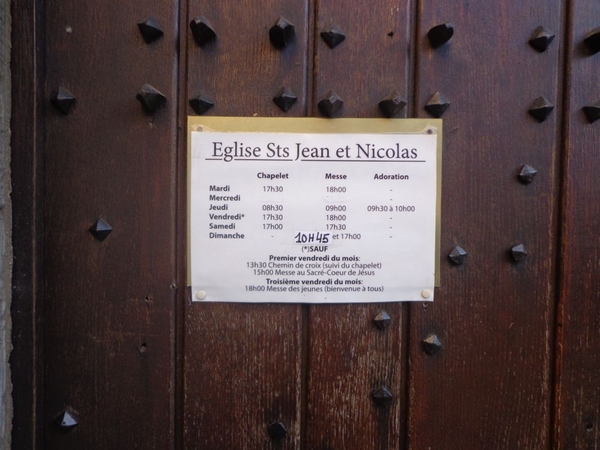 Eglise Sts Jean et Nicolas
Chapelet Messe Adoration
Mardi 17h30 18h00 -
Mercredi - - -
Jeudi 08h30 09h00 09h30 à 10h00
Vendredi* 17h30 18h00 -
Samedi 17h00 17h30 -
Dimanche - 10H45 et 17h00 -
(*)SAUF
Premier vendredi du mois:
13h30 Chemin de croix (suivi du chapelet)
15h00 Messe au Sacré-Coeur de Jésus
Troisième vendredi du mois:
18h00 Messe des jeunes (bienvenue à tous)